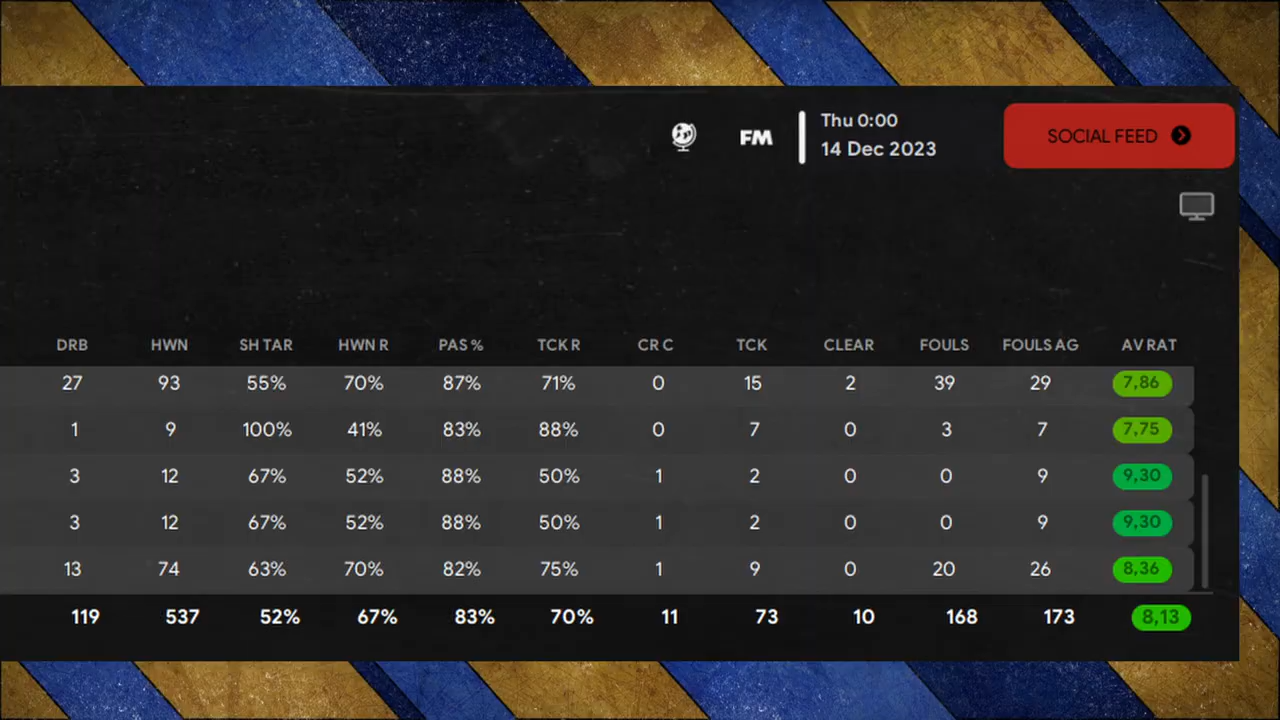 FM
Thu 0:00
14 Dec 2023
SOCIAL FEED
DRB HWN SH TAR HWN R PAS % TCK R CR C TCK CLEAR FOULS FOULS AG AV RAT
27 93 55% 70% 87% 71% 0 15 2 39 29 7,86
1 9 100% 41% 83% 88% 0 7 0 3 7 7,75
3 12 67% 52% 88% 50% 1 2 0 0 9 9,30
3 12 67% 52% 88% 50% 1 2 0 0 9 9,30
13 74 63% 70% 82% 75% 1 9 0 20 26 8,36
119 537 52% 67% 83% 70% 11 73 10 168 173 8,13